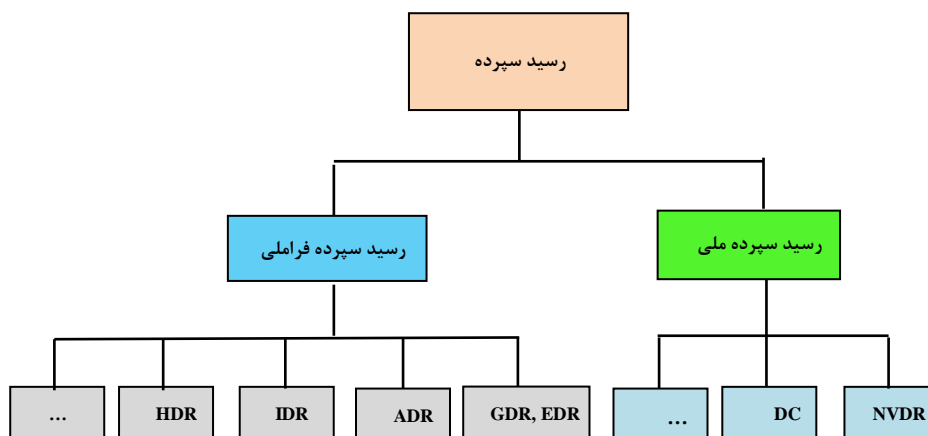 رسید سپرده
رسید سپرده ملی
رسید سپرده فراملی
NVDR
DC
...
GDR, EDR
ADR
IDR
HDR
...